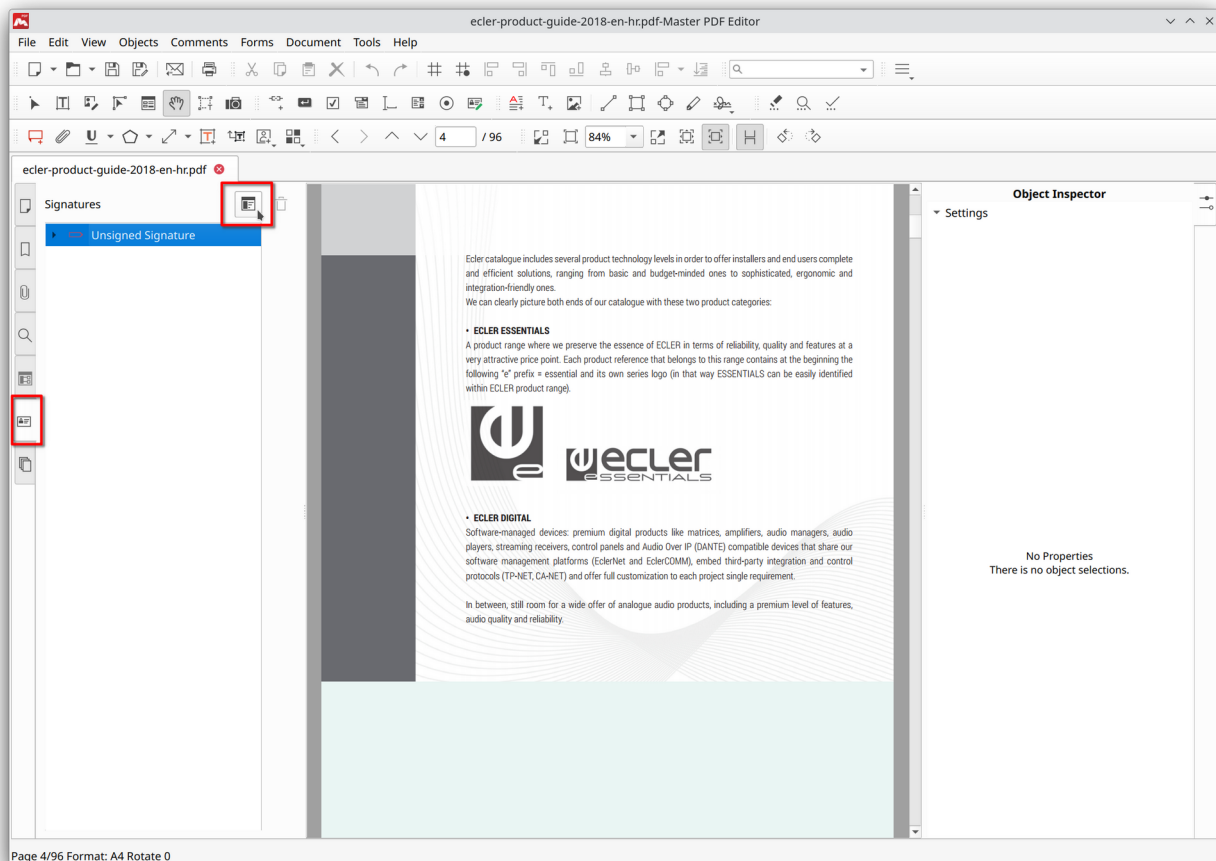 ecler-product-guide-2018-en-hr.pdf-Master PDF Editor
File Edit View Objects Comments Forms Document Tools Help
4 / 96 84%
ecler-product-guide-2018-en-hr.pdf
Signatures
Unsigned Signature
Ecler catalogue includes several product technology levels in order to offer installers and end users complete
and efficient solutions, ranging from basic and budget-minded ones to sophisticated, ergonomic and
integration-friendly ones.
We can clearly picture both ends of our catalogue with these two product categories:
• ECLER ESSENTIALS
A product range where we preserve the essence of ECLER in terms of reliability, quality and features at a
very attractive price point. Each product reference that belongs to this range contains at the beginning the
following “e” prefix = essential and its own series logo (in that way ESSENTIALS can be easily identified
within ECLER product range).
e
ecler
essentials
• ECLER DIGITAL
Software-managed devices: premium digital products like matrices, amplifiers, audio managers, audio
players, streaming receivers, control panels and Audio Over IP (DANTE) compatible devices that share our
software management platforms (EclerNet and EclerCOMM), embed third-party integration and control
protocols (TP-NET, CA-NET) and offer full customization to each project single requirement.
In between, still room for a wide offer of analogue audio products, including a premium level of features,
audio quality and reliability.
Object Inspector
Settings
No Properties
There is no object selections.
Page 4/96 Format: A4 Rotate 0